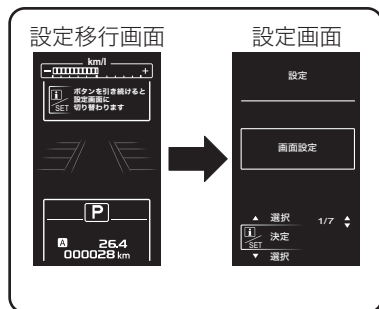 設定移行画面
km/l
− +
i/SET
ボタンを引き続けると
設定画面に
切り替わります
P
A 26.4
000028 km
設定画面
設定
画面設定
▲ 選択 1/7
i/SET 決定
▼ 選択